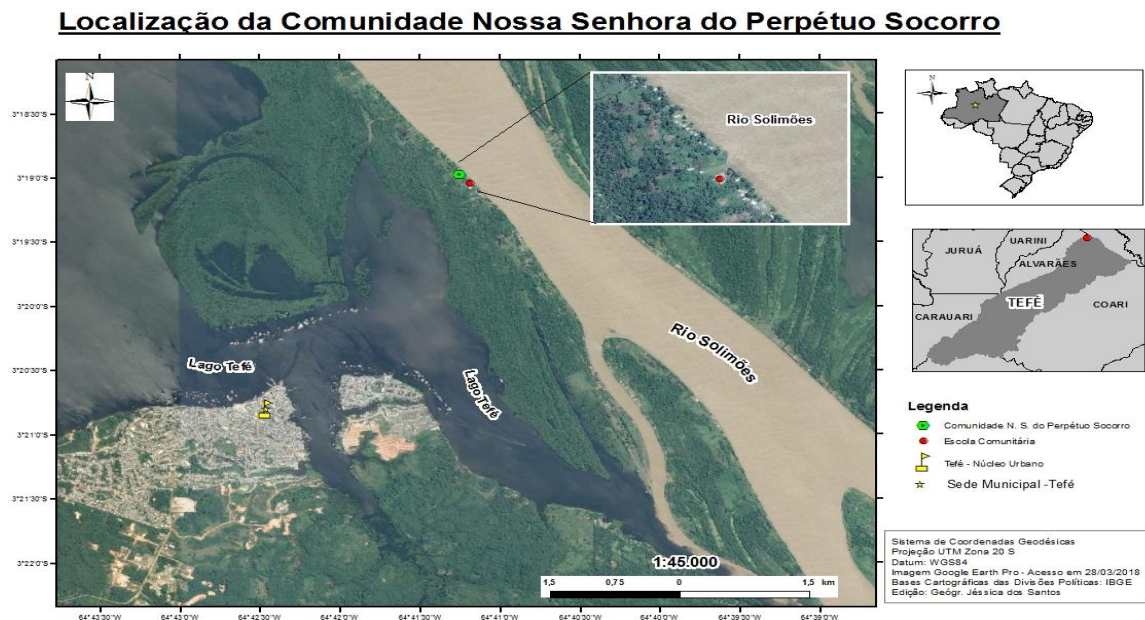 Localização da Comunidade Nossa Senhora do Perpétuo Socorro
N
3°18'30"S
3°19'0"S
3°19'30"S
3°20'0"S
3°20'30"S
3°21'0"S
3°21'30"S
3°22'0"S
Rio Solimões
Rio Solimões
Lago Tefé
Lago Tefé
1:45.000
1,5 0,75 0 1,5 km
64°43'30"W 64°43'0"W 64°42'30"W 64°42'0"W 64°41'30"W 64°41'0"W 64°40'30"W 64°40'0"W 64°39'30"W 64°39'0"W
N
JURUÁ
UARINI
ALVARÃES
TEFÉ
COARI
CARAUARI
Legenda
Comunidade N. S. do Perpétuo Socorro
Escola Comunitária
Tefé - Núcleo Urbano
Sede Municipal -Tefé
Sistema de Coordenadas Geodésicas
Projeção UTM Zona 20 S
Datum: WGS84
Imagem Google Earth Pro - Acesso em 28/03/2018
Bases Cartográficas das Divisões Políticas: IBGE
Edição: Geógr. Jéssica dos Santos